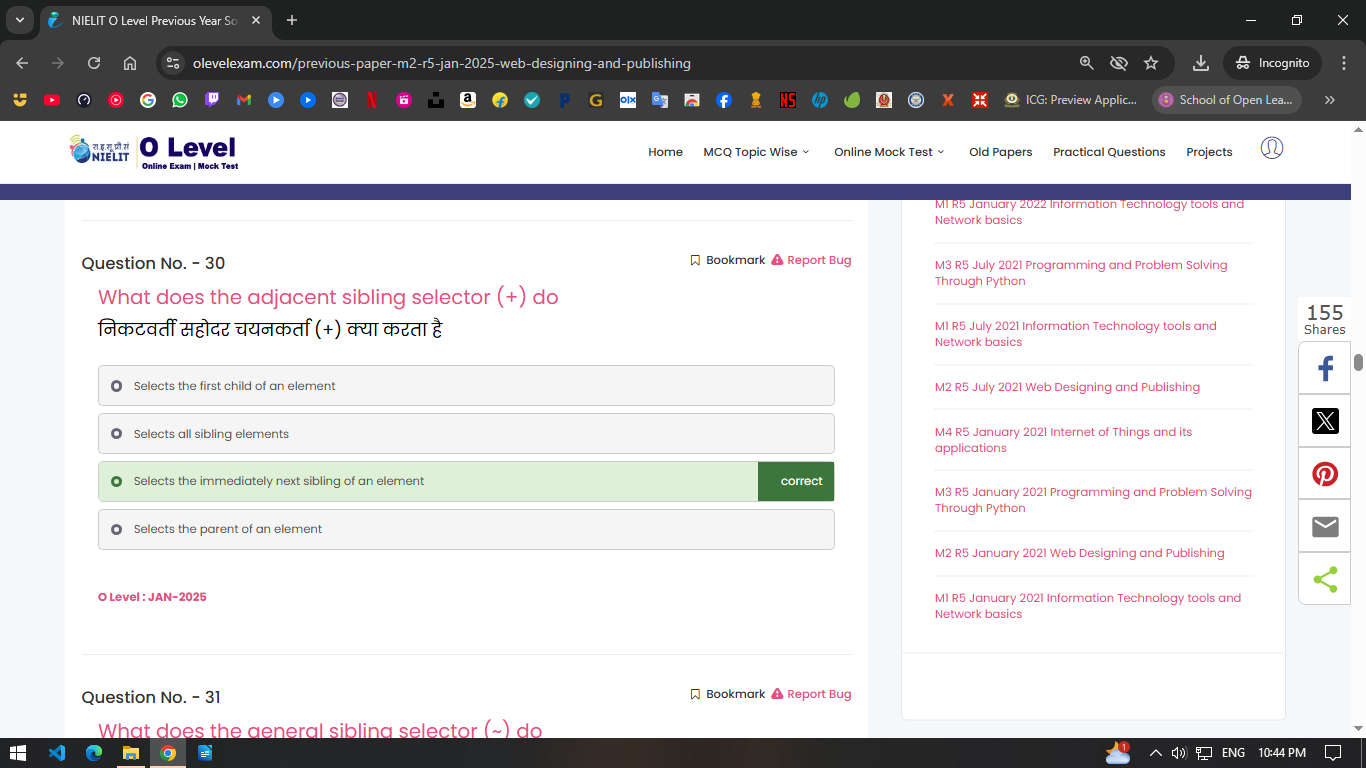 NIELIT O Level Previous Year So
olevelexam.com/previous-paper-m2-r5-jan-2025-web-designing-and-publishing
Incognito
ICG: Preview Applic...
School of Open Lea...
NIELIT
O Level
Online Exam | Mock Test
Home
MCQ Topic Wise
Online Mock Test
Old Papers
Practical Questions
Projects
Question No. - 30
Bookmark
Report Bug
What does the adjacent sibling selector (+) do
निकटवर्ती सहोदर चयनकर्ता (+) क्या करता है
Selects the first child of an element
Selects all sibling elements
Selects the immediately next sibling of an element
correct
Selects the parent of an element
O Level : JAN-2025
Question No. - 31
Bookmark
Report Bug
What does the general sibling selector (~) do
M1 R5 January 2022 Information Technology tools and
Network basics
M3 R5 July 2021 Programming and Problem Solving
Through Python
M1 R5 July 2021 Information Technology tools and
Network basics
M2 R5 July 2021 Web Designing and Publishing
M4 R5 January 2021 Internet of Things and its
applications
M3 R5 January 2021 Programming and Problem Solving
Through Python
M2 R5 January 2021 Web Designing and Publishing
M1 R5 January 2021 Information Technology tools and
Network basics
155
Shares
1
ENG
10:44 PM